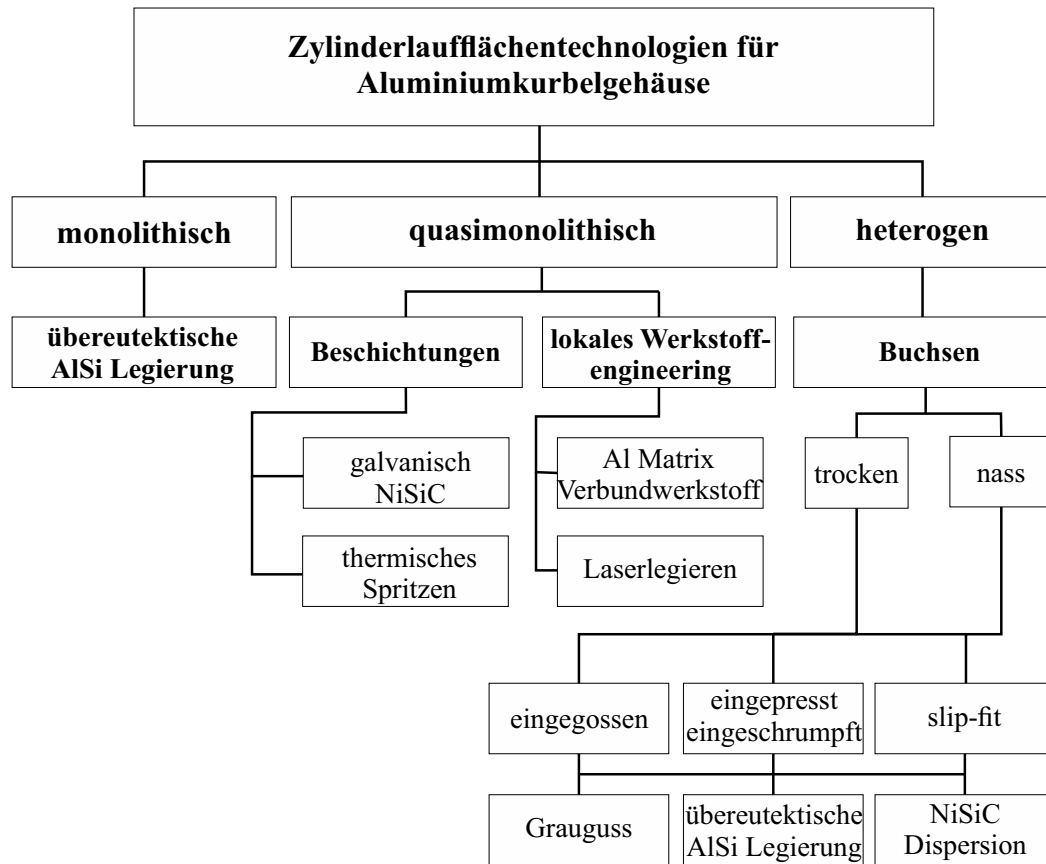 Zylinderlaufflächentechnologien für
Aluminiumkurbelgehäuse
monolithisch
quasimonolithisch
heterogen
übereutektische
AlSi Legierung
Beschichtungen
lokales Werkstoff-
engineering
Buchsen
galvanisch
NiSiC
Al Matrix
Verbundwerkstoff
trocken
nass
thermisches
Spritzen
Laserlegieren
eingegossen
eingepresst
eingeschrumpft
slip-fit
Grauguss
übereutektische
AlSi Legierung
NiSiC
Dispersion